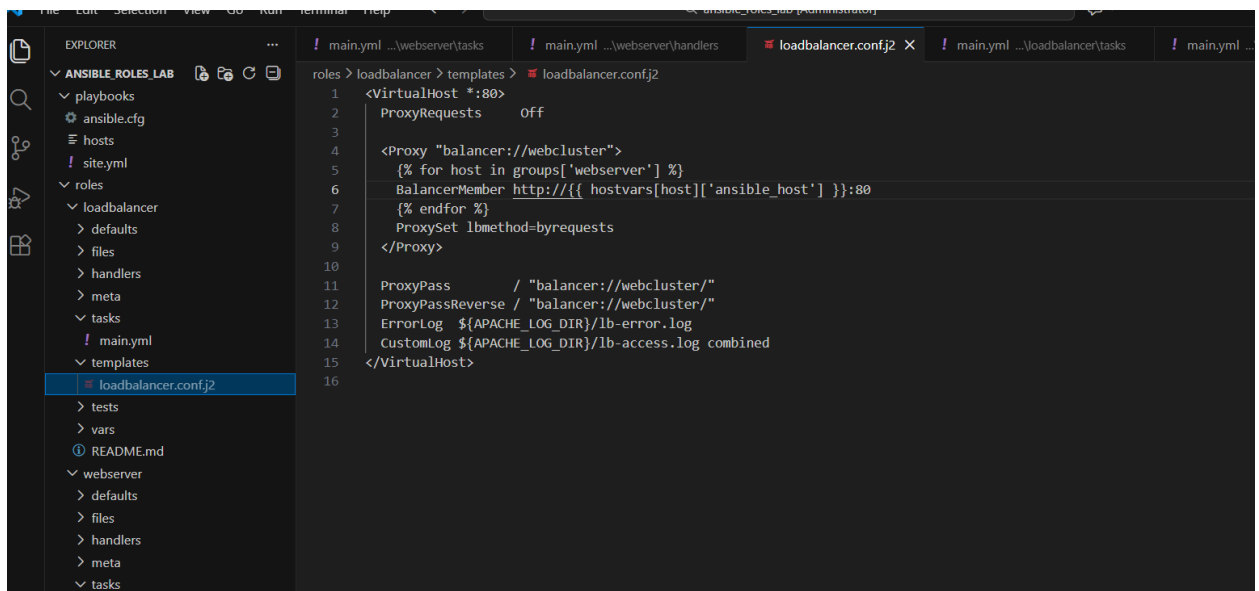 File Edit Selection View Go Run Terminal Help
ansible_roles_lab [Administrator]
EXPLORER
ANSIBLE_ROLES_LAB
playbooks
ansible.cfg
hosts
! site.yml
roles
loadbalancer
defaults
files
handlers
meta
tasks
! main.yml
templates
loadbalancer.conf.j2
tests
vars
README.md
webserver
defaults
files
handlers
meta
tasks
! main.yml ...\webserver\tasks
! main.yml ...\webserver\handlers
loadbalancer.conf.j2
! main.yml ...\loadbalancer\tasks
! main.yml ...
roles > loadbalancer > templates > loadbalancer.conf.j2
1 <VirtualHost *:80>
2 ProxyRequests Off
3
4 <Proxy "balancer://webcluster">
5 {% for host in groups['webserver'] %}
6 BalancerMember http://{{ hostvars[host]['ansible_host'] }}:80
7 {% endfor %}
8 ProxySet lbmethod=byrequests
9 </Proxy>
10
11 ProxyPass / "balancer://webcluster/"
12 ProxyPassReverse / "balancer://webcluster/"
13 ErrorLog ${APACHE_LOG_DIR}/lb-error.log
14 CustomLog ${APACHE_LOG_DIR}/lb-access.log combined
15 </VirtualHost>
16